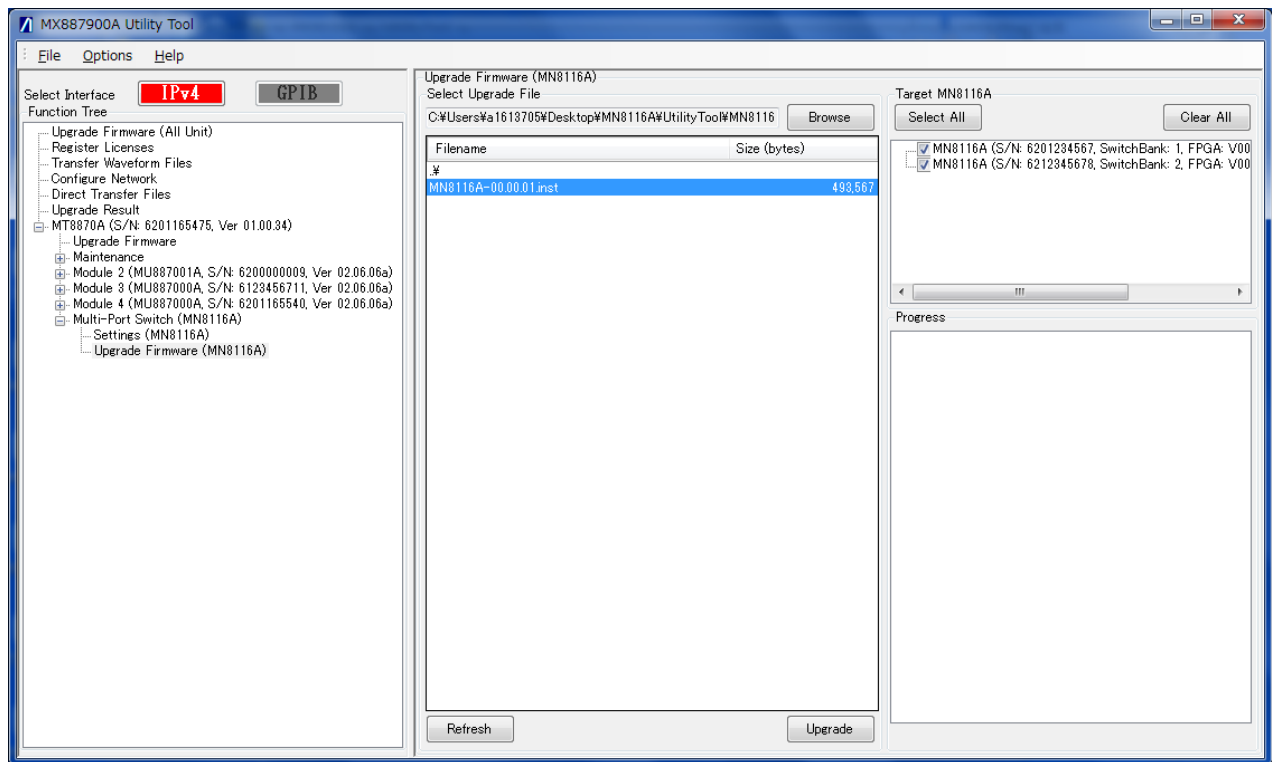 MX887900A Utility Tool
File Options Help
Select Interface IPv4 GPIB
Function Tree
Upgrade Firmware (All Unit)
Register Licenses
Transfer Waveform Files
Configure Network
Direct Transfer Files
Upgrade Result
MT8870A (S/N: 6201165475, Ver 01.00.34)
Upgrade Firmware
Maintenance
Module 2 (MU887001A, S/N: 6200000009, Ver 02.06.06a)
Module 3 (MU887000A, S/N: 6123456711, Ver 02.06.06a)
Module 4 (MU887000A, S/N: 6201165540, Ver 02.06.06a)
Multi-Port Switch (MN8116A)
Settings (MN8116A)
Upgrade Firmware (MN8116A)
Upgrade Firmware (MN8116A)
Select Upgrade File
C:¥Users¥a1613705¥Desktop¥MN8116A¥UtilityTool¥MN8116 Browse
Filename Size (bytes)
.¥
MN8116A-00.00.01.inst 493,567
Refresh Upgrade
Target MN8116A
Select All Clear All
MN8116A (S/N: 6201234567, SwitchBank: 1, FPGA: V00
MN8116A (S/N: 6212345678, SwitchBank: 2, FPGA: V00
Progress